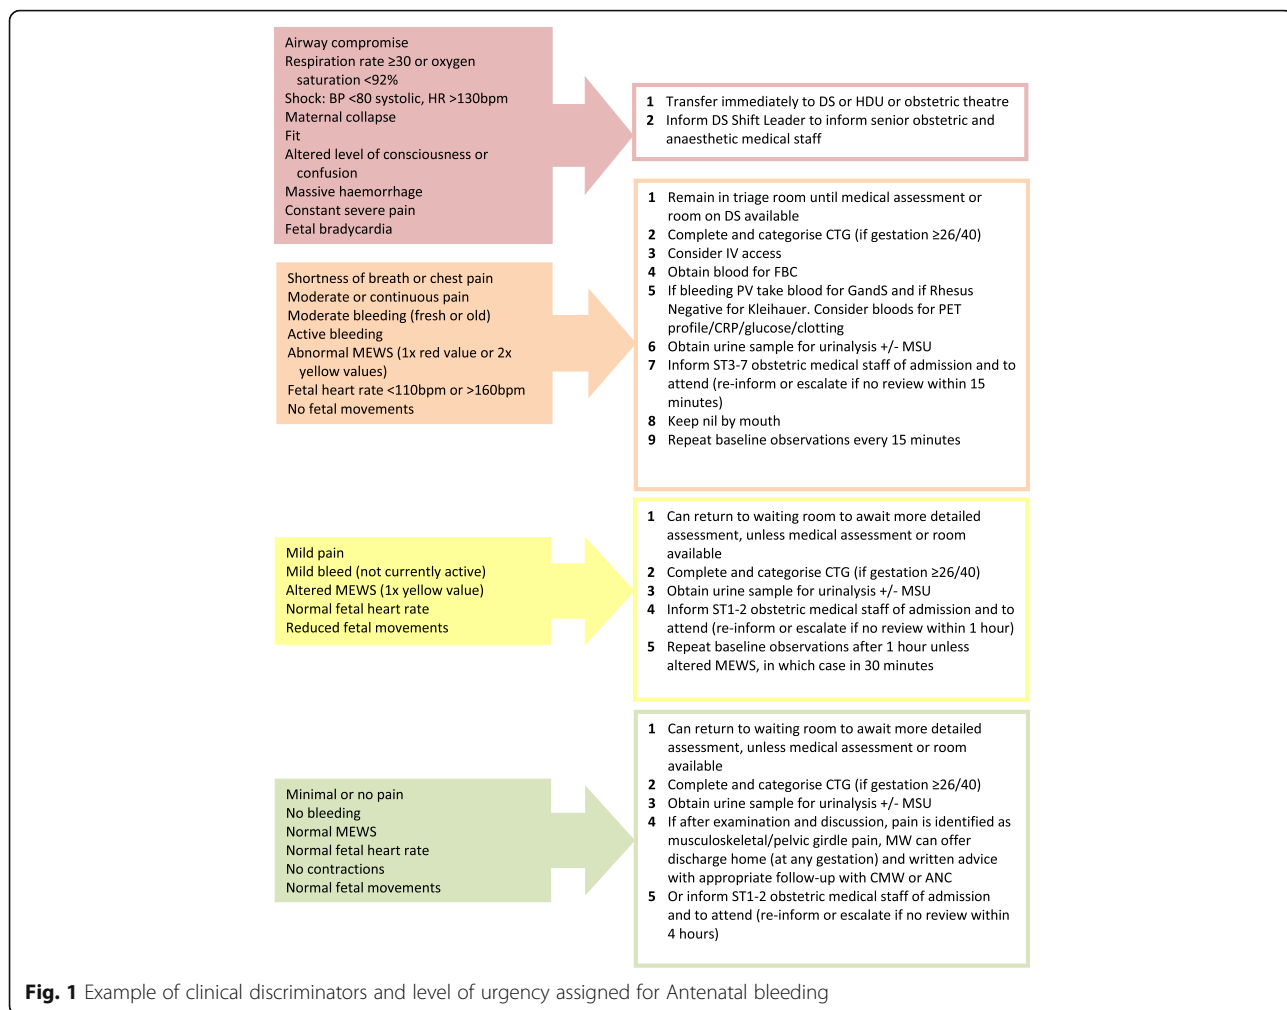 Airway compromise
Respiration rate ≥30 or oxygen
saturation <92%
Shock: BP <80 systolic, HR >130bpm
Maternal collapse
Fit
Altered level of consciousness or
confusion
Massive haemorrhage
Constant severe pain
Fetal bradycardia
1 Transfer immediately to DS or HDU or obstetric theatre
2 Inform DS Shift Leader to inform senior obstetric and
anaesthetic medical staff
Shortness of breath or chest pain
Moderate or continuous pain
Moderate bleeding (fresh or old)
Active bleeding
Abnormal MEWS (1x red value or 2x
yellow values)
Fetal heart rate <110bpm or >160bpm
No fetal movements
1 Remain in triage room until medical assessment or
room on DS available
2 Complete and categorise CTG (if gestation ≥26/40)
3 Consider IV access
4 Obtain blood for FBC
5 If bleeding PV take blood for GandS and if Rhesus
Negative for Kleihauer. Consider bloods for PET
profile/CRP/glucose/clotting
6 Obtain urine sample for urinalysis +/- MSU
7 Inform ST3-7 obstetric medical staff of admission and to
attend (re-inform or escalate if no review within 15
minutes)
8 Keep nil by mouth
9 Repeat baseline observations every 15 minutes
Mild pain
Mild bleed (not currently active)
Altered MEWS (1x yellow value)
Normal fetal heart rate
Reduced fetal movements
1 Can return to waiting room to await more detailed
assessment, unless medical assessment or room
available
2 Complete and categorise CTG (if gestation ≥26/40)
3 Obtain urine sample for urinalysis +/- MSU
4 Inform ST1-2 obstetric medical staff of admission and to
attend (re-inform or escalate if no review within 1 hour)
5 Repeat baseline observations after 1 hour unless
altered MEWS, in which case in 30 minutes
Minimal or no pain
No bleeding
Normal MEWS
Normal fetal heart rate
No contractions
Normal fetal movements
1 Can return to waiting room to await more detailed
assessment, unless medical assessment or room
available
2 Complete and categorise CTG (if gestation ≥26/40)
3 Obtain urine sample for urinalysis +/- MSU
4 If after examination and discussion, pain is identified as
musculoskeletal/pelvic girdle pain, MW can offer
discharge home (at any gestation) and written advice
with appropriate follow-up with CMW or ANC
5 Or inform ST1-2 obstetric medical staff of admission
and to attend (re-inform or escalate if no review within
4 hours)
Fig. 1 Example of clinical discriminators and level of urgency assigned for Antenatal bleeding